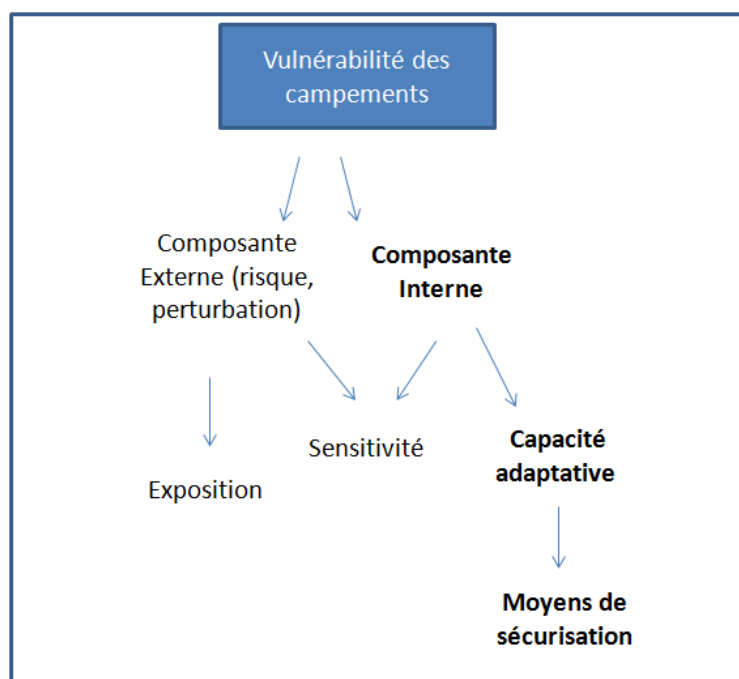 Vulnérabilité des
campements
Composante
Externe (risque,
perturbation)
Composante
Interne
Sensitivité
Exposition
Capacité
adaptative
Moyens de
sécurisation